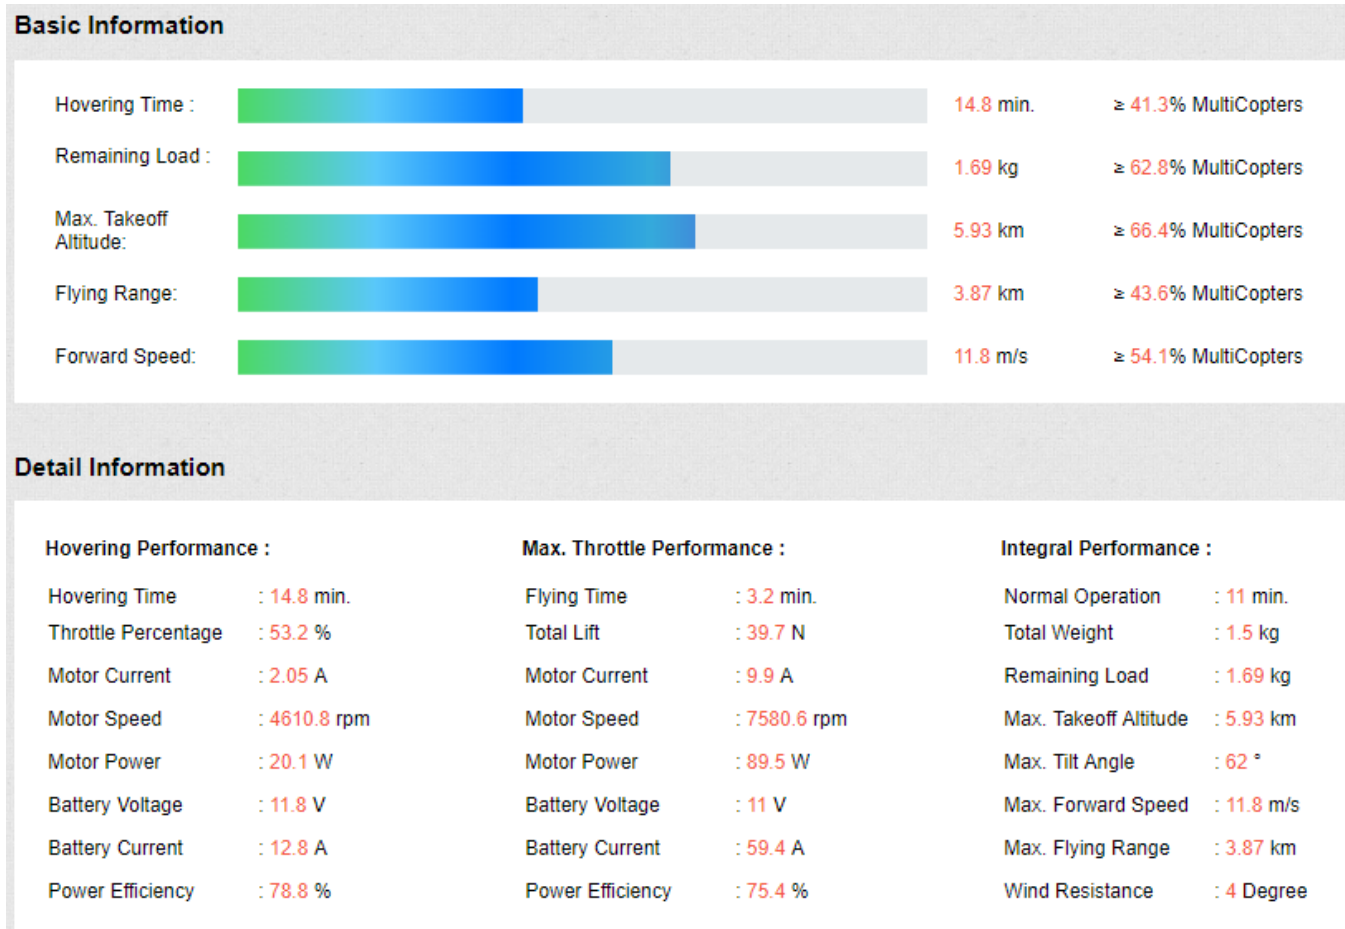 Basic Information
Hovering Time : 14.8 min. ≥ 41.3% MultiCopters
Remaining Load : 1.69 kg ≥ 62.8% MultiCopters
Max. Takeoff
Altitude: 5.93 km ≥ 66.4% MultiCopters
Flying Range: 3.87 km ≥ 43.6% MultiCopters
Forward Speed: 11.8 m/s ≥ 54.1% MultiCopters
Detail Information
Hovering Performance :
Hovering Time : 14.8 min.
Throttle Percentage : 53.2 %
Motor Current : 2.05 A
Motor Speed : 4610.8 rpm
Motor Power : 20.1 W
Battery Voltage : 11.8 V
Battery Current : 12.8 A
Power Efficiency : 78.8 %
Max. Throttle Performance :
Flying Time : 3.2 min.
Total Lift : 39.7 N
Motor Current : 9.9 A
Motor Speed : 7580.6 rpm
Motor Power : 89.5 W
Battery Voltage : 11 V
Battery Current : 59.4 A
Power Efficiency : 75.4 %
Integral Performance :
Normal Operation : 11 min.
Total Weight : 1.5 kg
Remaining Load : 1.69 kg
Max. Takeoff Altitude : 5.93 km
Max. Tilt Angle : 62 °
Max. Forward Speed : 11.8 m/s
Max. Flying Range : 3.87 km
Wind Resistance : 4 Degree